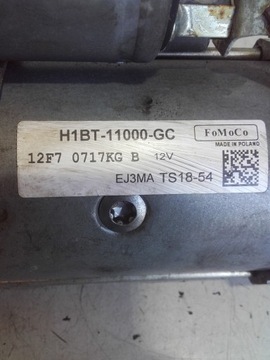 H1BT-11000-GC
FoMoCo
MADE IN POLAND
12F7 0717KG B 12V
EJ3MA TS18-54